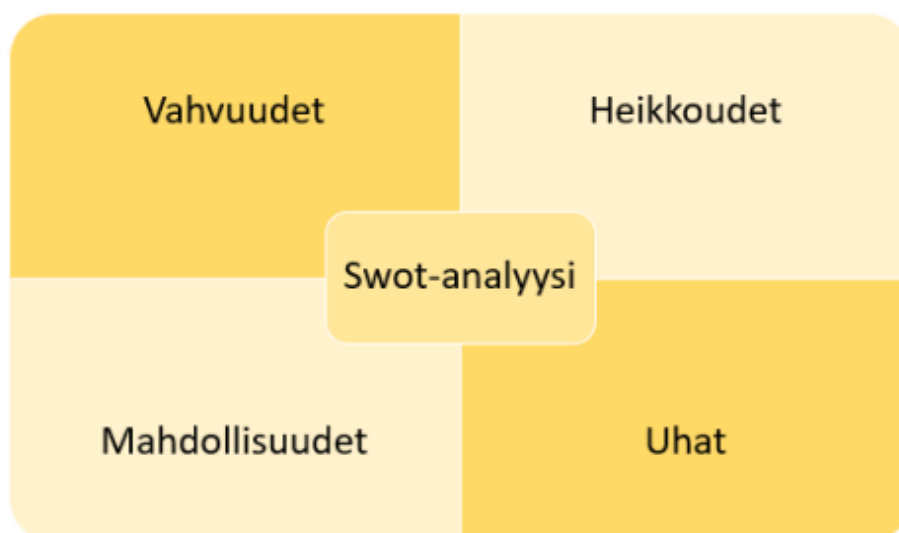 Vahvuudet
Heikkoudet
Swot-analyysi
Mahdollisuudet
Uhat